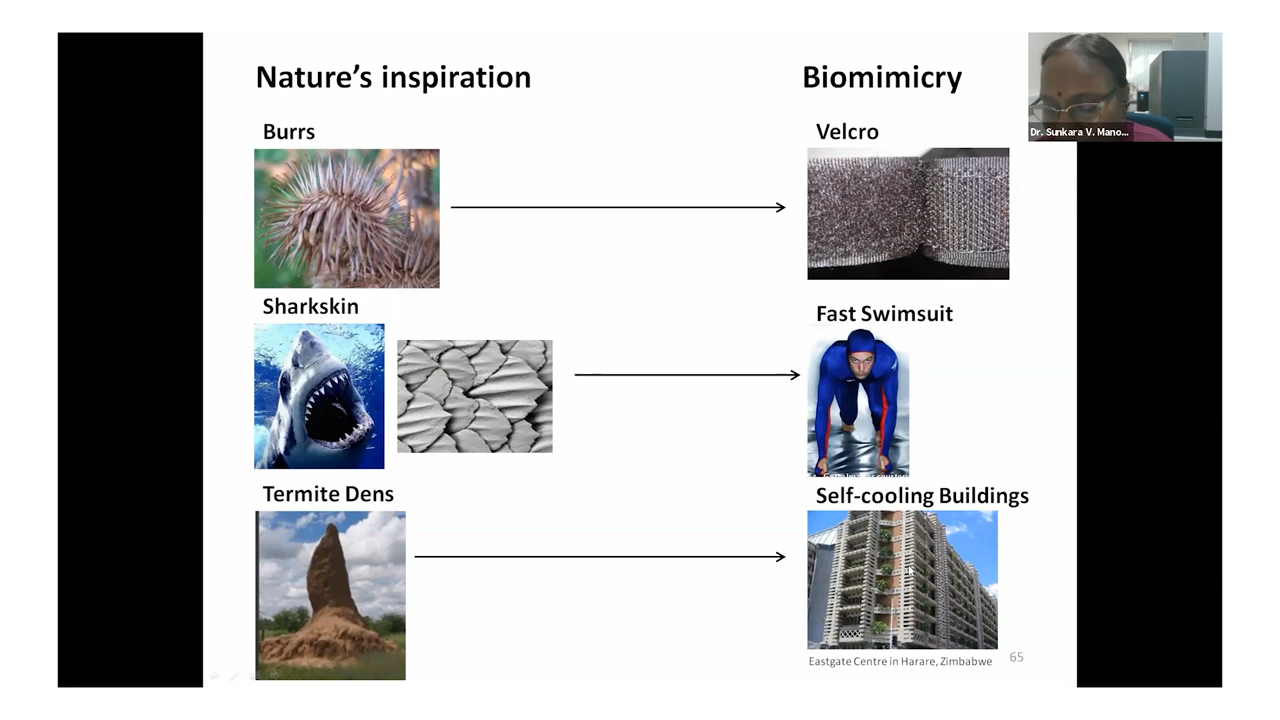 Nature's inspiration
Biomimicry
Dr. Sunkara V. Mano...
Burrs
Velcro
Sharkskin
Fast Swimsuit
Termite Dens
Self-cooling Buildings
Eastgate Centre in Harare, Zimbabwe
65